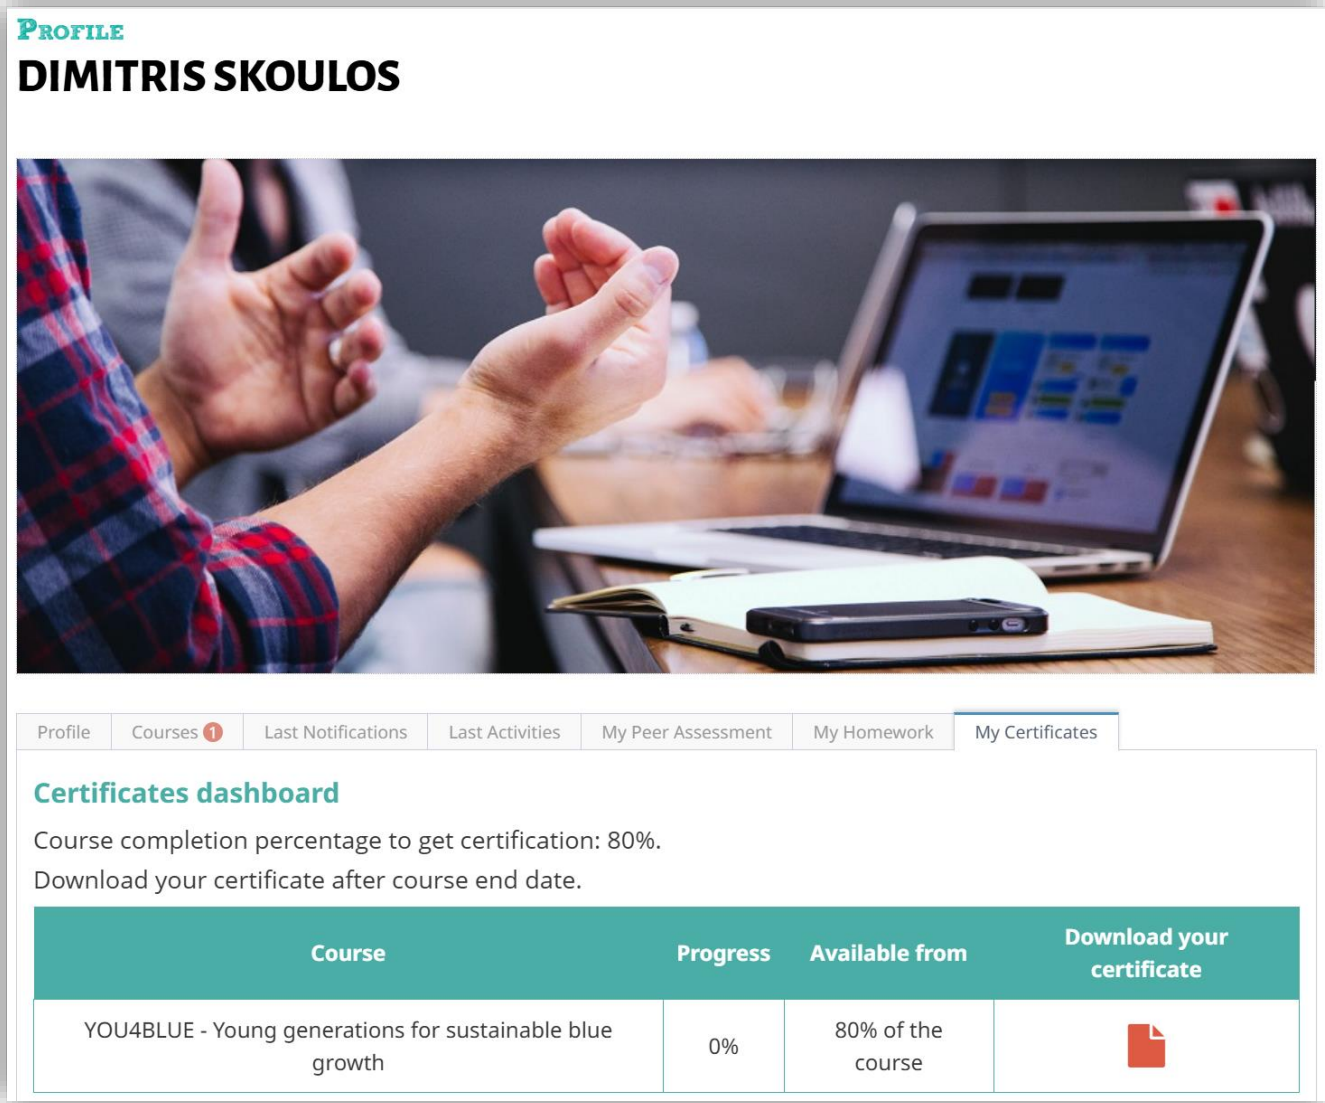 PROFILE
DIMITRIS SKOULOS
Profile
Courses 1
Last Notifications
Last Activities
My Peer Assessment
My Homework
My Certificates
Certificates dashboard
Course completion percentage to get certification: 80%.
Download your certificate after course end date.
Course
Progress
Available from
Download your
certificate
YOU4BLUE - Young generations for sustainable blue
growth
0%
80% of the
course